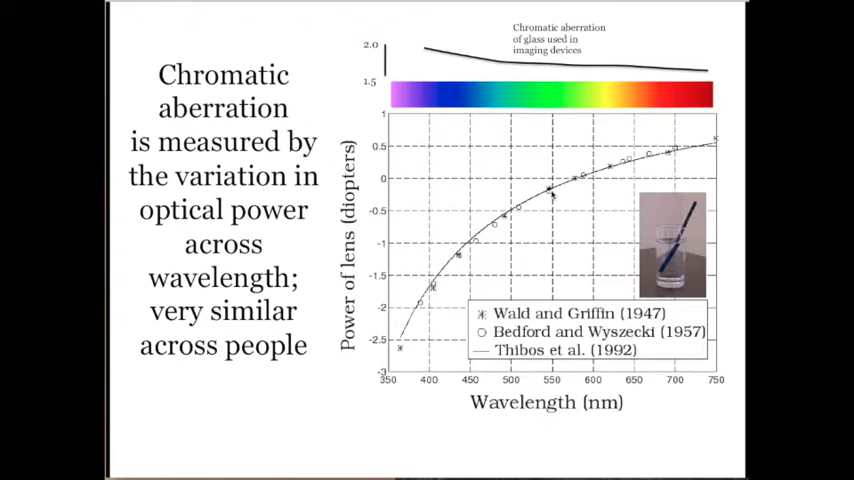 Chromatic aberration
of glass used in
imaging devices
2.0
1.5
Chromatic
aberration
is measured by
the variation in
optical power
across
wavelength;
very similar
across people
Power of lens (diopters)
1
0.5
0
-0.5
-1
-1.5
-2
-2.5
-3
350 400 450 500 550 600 650 700 750
Wavelength (nm)
Wald and Griffin (1947)
Bedford and Wyszecki (1957)
Thibos et al. (1992)